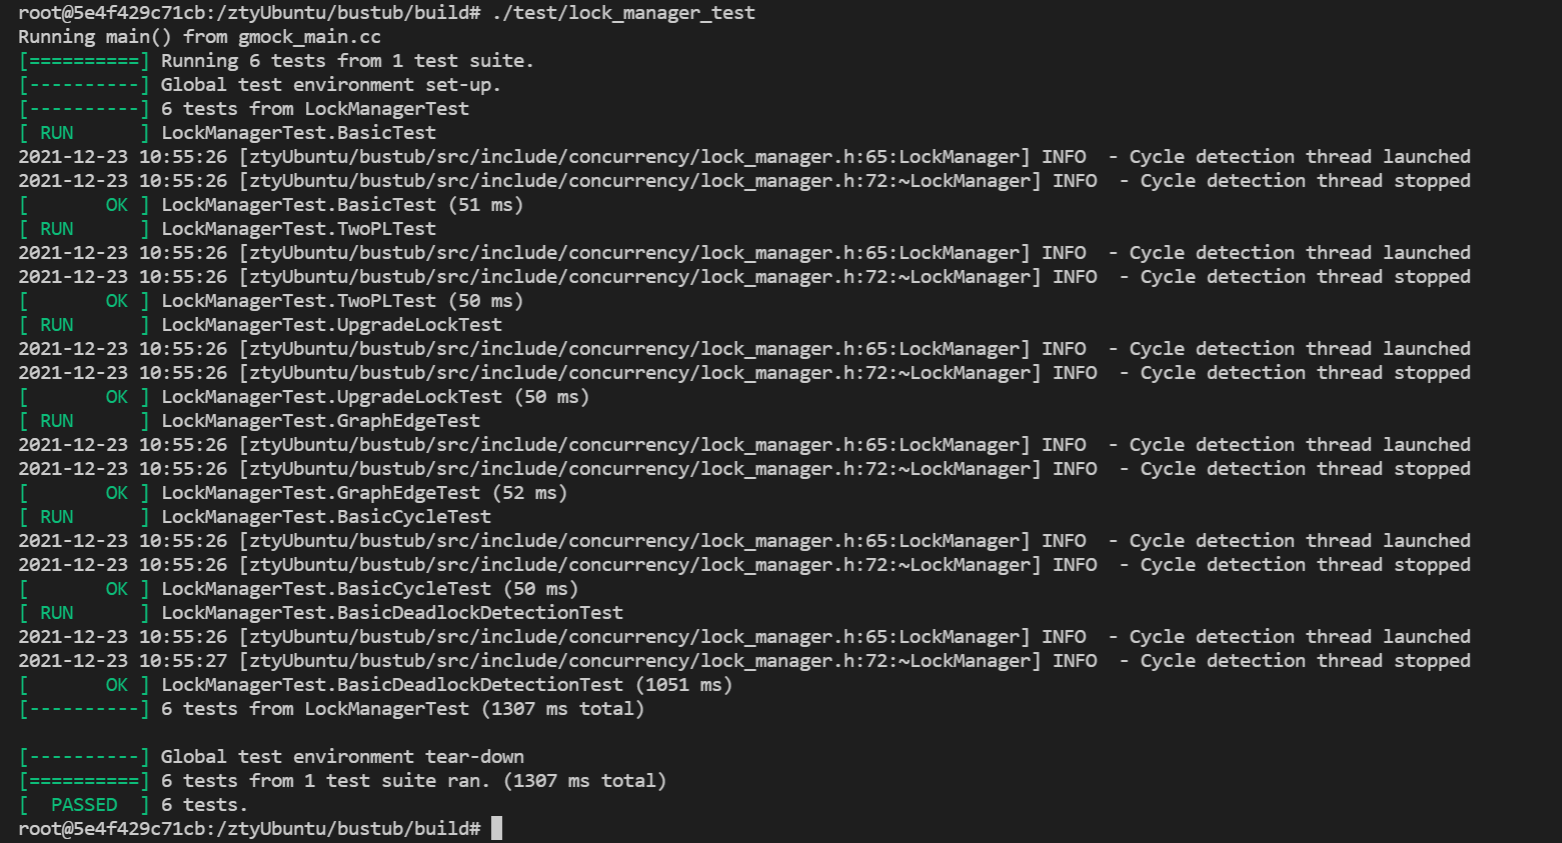 root@5e4f429c71cb:/ztyUbuntu/bustub/build# ./test/lock_manager_test
Running main() from gmock_main.cc
[==========] Running 6 tests from 1 test suite.
[----------] Global test environment set-up.
[----------] 6 tests from LockManagerTest
[ RUN      ] LockManagerTest.BasicTest
2021-12-23 10:55:26 [ztyUbuntu/bustub/src/include/concurrency/lock_manager.h:65:LockManager] INFO  - Cycle detection thread launched
2021-12-23 10:55:26 [ztyUbuntu/bustub/src/include/concurrency/lock_manager.h:72:~LockManager] INFO  - Cycle detection thread stopped
[       OK ] LockManagerTest.BasicTest (51 ms)
[ RUN      ] LockManagerTest.TwoPLTest
2021-12-23 10:55:26 [ztyUbuntu/bustub/src/include/concurrency/lock_manager.h:65:LockManager] INFO  - Cycle detection thread launched
2021-12-23 10:55:26 [ztyUbuntu/bustub/src/include/concurrency/lock_manager.h:72:~LockManager] INFO  - Cycle detection thread stopped
[       OK ] LockManagerTest.TwoPLTest (50 ms)
[ RUN      ] LockManagerTest.UpgradeLockTest
2021-12-23 10:55:26 [ztyUbuntu/bustub/src/include/concurrency/lock_manager.h:65:LockManager] INFO  - Cycle detection thread launched
2021-12-23 10:55:26 [ztyUbuntu/bustub/src/include/concurrency/lock_manager.h:72:~LockManager] INFO  - Cycle detection thread stopped
[       OK ] LockManagerTest.UpgradeLockTest (50 ms)
[ RUN      ] LockManagerTest.GraphEdgeTest
2021-12-23 10:55:26 [ztyUbuntu/bustub/src/include/concurrency/lock_manager.h:65:LockManager] INFO  - Cycle detection thread launched
2021-12-23 10:55:26 [ztyUbuntu/bustub/src/include/concurrency/lock_manager.h:72:~LockManager] INFO  - Cycle detection thread stopped
[       OK ] LockManagerTest.GraphEdgeTest (52 ms)
[ RUN      ] LockManagerTest.BasicCycleTest
2021-12-23 10:55:26 [ztyUbuntu/bustub/src/include/concurrency/lock_manager.h:65:LockManager] INFO  - Cycle detection thread launched
2021-12-23 10:55:26 [ztyUbuntu/bustub/src/include/concurrency/lock_manager.h:72:~LockManager] INFO  - Cycle detection thread stopped
[       OK ] LockManagerTest.BasicCycleTest (50 ms)
[ RUN      ] LockManagerTest.BasicDeadlockDetectionTest
2021-12-23 10:55:26 [ztyUbuntu/bustub/src/include/concurrency/lock_manager.h:65:LockManager] INFO  - Cycle detection thread launched
2021-12-23 10:55:27 [ztyUbuntu/bustub/src/include/concurrency/lock_manager.h:72:~LockManager] INFO  - Cycle detection thread stopped
[       OK ] LockManagerTest.BasicDeadlockDetectionTest (1051 ms)
[----------] 6 tests from LockManagerTest (1307 ms total)

[----------] Global test environment tear-down
[==========] 6 tests from 1 test suite ran. (1307 ms total)
[  PASSED  ] 6 tests.
root@5e4f429c71cb:/ztyUbuntu/bustub/build#